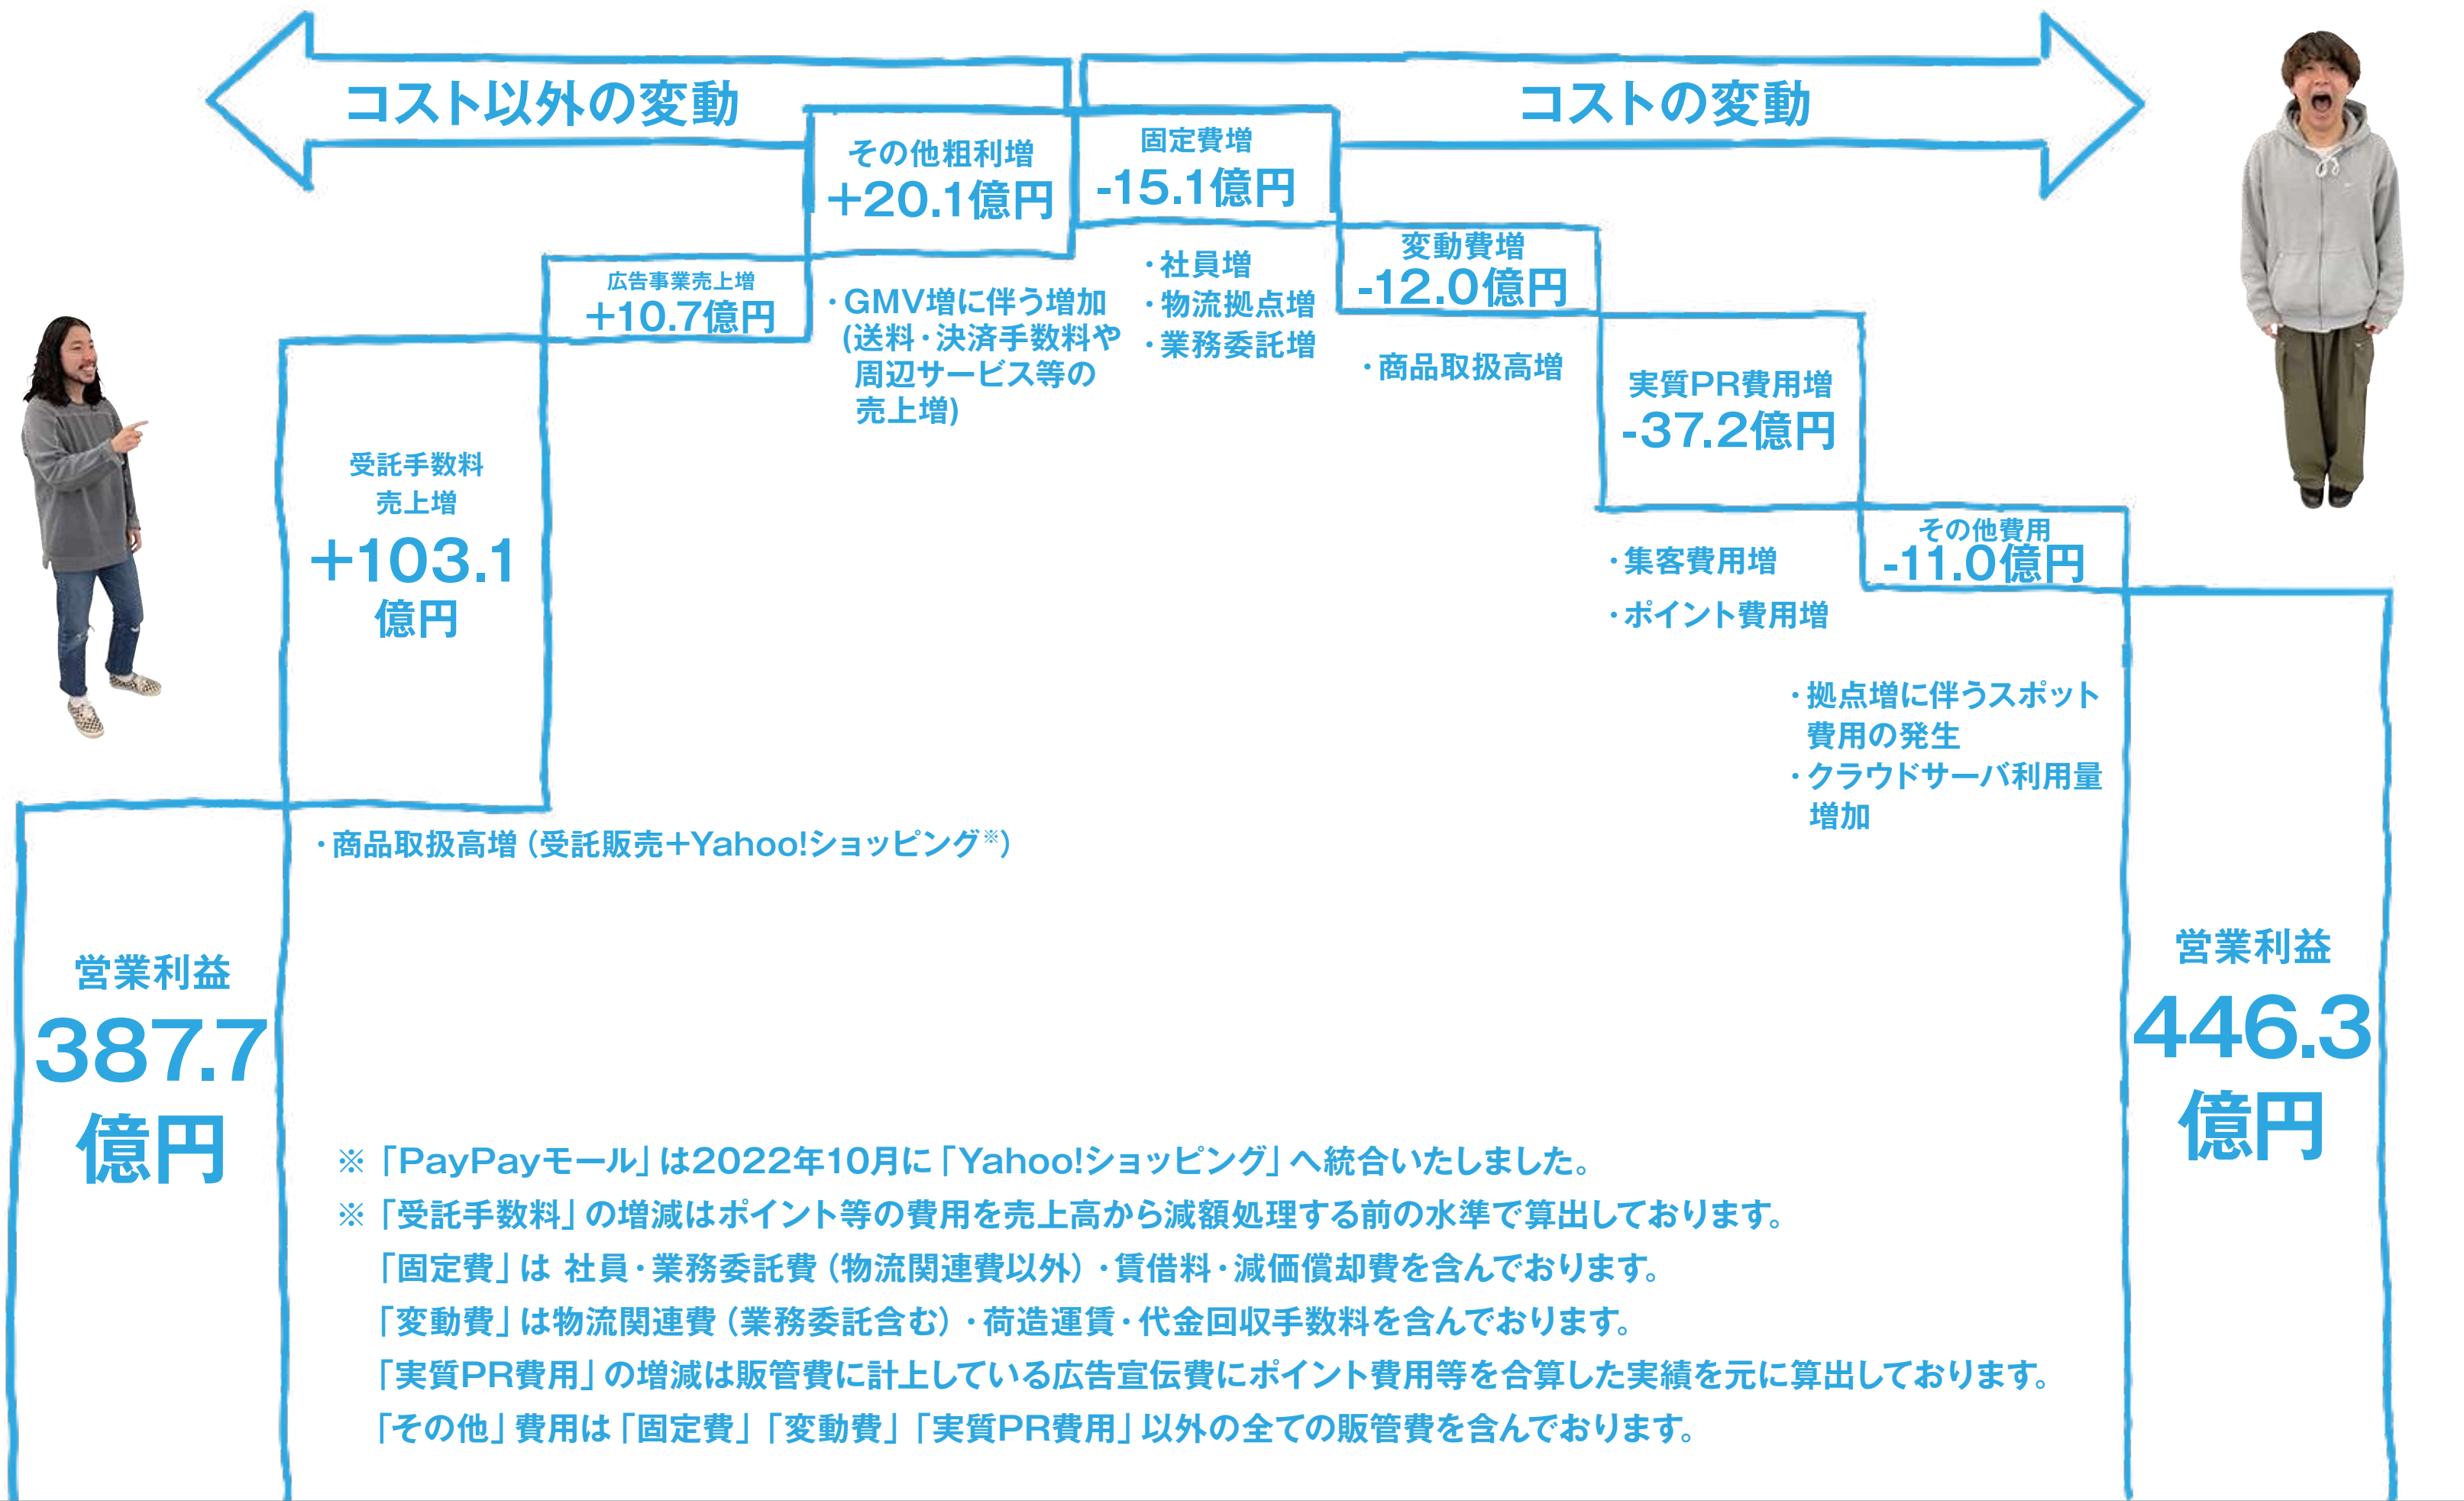 コスト以外の変動
コストの変動
営業利益
387.7
億円
受託手数料
売上増
+103.1
億円
・商品取扱高増（受託販売+Yahoo!ショッピング※）
広告事業売上増
+10.7億円
その他粗利増
+20.1億円
・GMV増に伴う増加
(送料・決済手数料や
周辺サービス等の
売上増)
固定費増
-15.1億円
・社員増
・物流拠点増
・業務委託増
変動費増
-12.0億円
・商品取扱高増
実質PR費用増
-37.2億円
・集客費用増
・ポイント費用増
その他費用
-11.0億円
・拠点増に伴うスポット
費用の発生
・クラウドサーバ利用量
増加
営業利益
446.3
億円
※「PayPayモール」は2022年10月に「Yahoo!ショッピング」へ統合いたしました。
※「受託手数料」の増減はポイント等の費用を売上高から減額処理する前の水準で算出しております。
「固定費」は 社員・業務委託費（物流関連費以外）・賃借料・減価償却費を含んでおります。
「変動費」は物流関連費（業務委託含む）・荷造運賃・代金回収手数料を含んでおります。
「実質PR費用」の増減は販管費に計上している広告宣伝費にポイント費用等を合算した実績を元に算出しております。
「その他」費用は「固定費」「変動費」「実質PR費用」以外の全ての販管費を含んでおります。